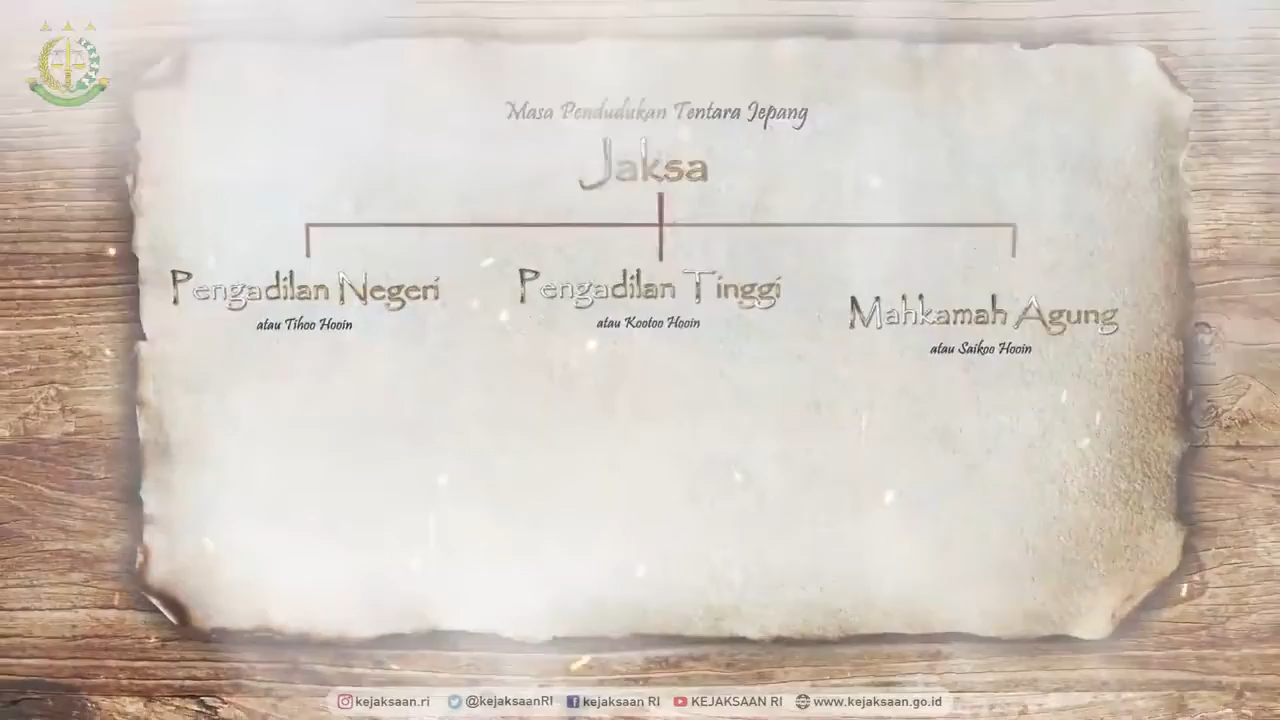 Masa Pendudukan Tentara Jepang
Jaksa
Pengadilan Negeri
atau Tihoo Hooin
Pengadilan Tinggi
atau Kootoo Hooin
Mahkamah Agung
atau Saikoo Hooin
kejaksaan.ri @kejaksaanRI kejaksaan RI KEJAKSAAN RI www.kejaksaan.go.id